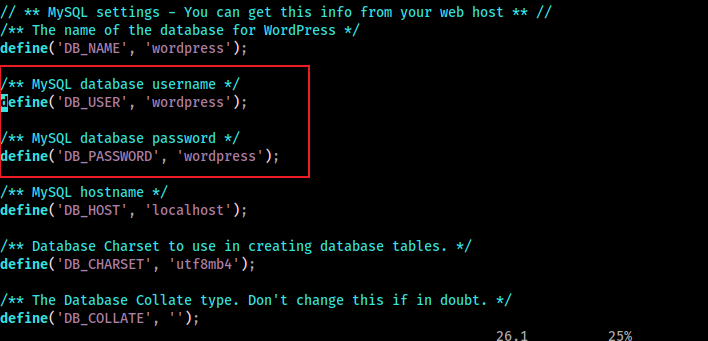 // ** MySQL settings - You can get this info from your web host ** //
/** The name of the database for WordPress */
define('DB_NAME', 'wordpress');
/** MySQL database username */
define('DB_USER', 'wordpress');
/** MySQL database password */
define('DB_PASSWORD', 'wordpress');
/** MySQL hostname */
define('DB_HOST', 'localhost');
/** Database Charset to use in creating database tables. */
define('DB_CHARSET', 'utf8mb4');
/** The Database Collate type. Don't change this if in doubt. */
define('DB_COLLATE', '');
26,1 25%